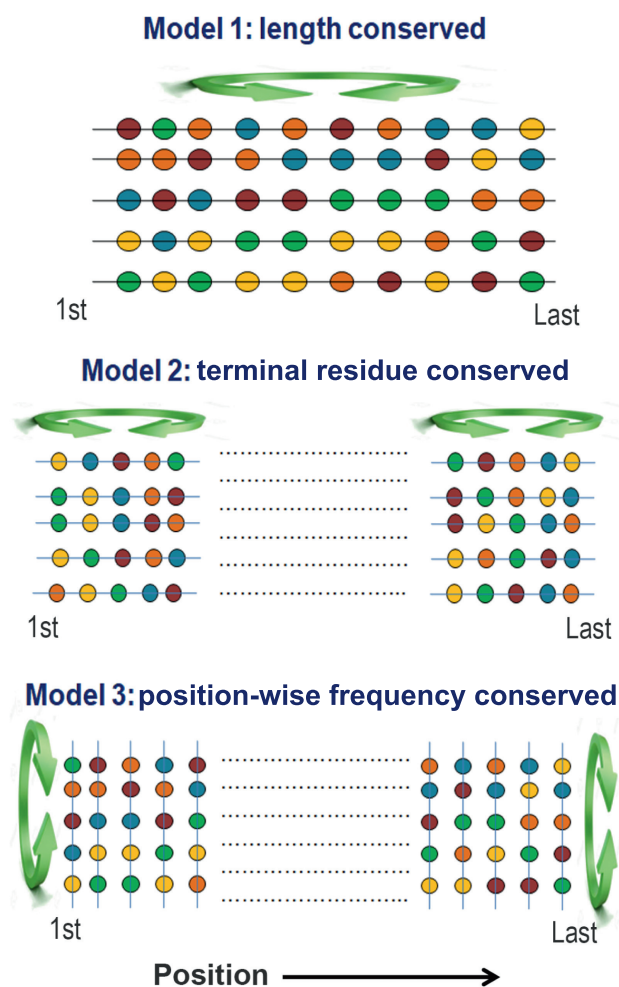 Model 1: length conserved
1st
Last
Model 2: terminal residue conserved
1st
Last
Model 3: position-wise frequency conserved
1st
Last
Position